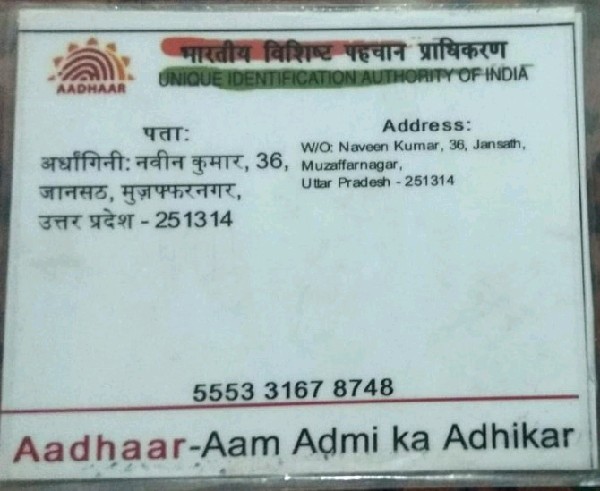 भारतीय विशिष्ट पहचान प्राधिकरण
UNIQUE IDENTIFICATION AUTHORITY OF INDIA
AADHAAR
पता:
अर्धांगिनी: नवीन कुमार, 36,
जानसठ, मुज़फ्फरनगर,
उत्तर प्रदेश - 251314
Address:
W/O: Naveen Kumar, 36, Jansath,
Muzaffarnagar,
Uttar Pradesh - 251314
5553 3167 8748
Aadhaar-Aam Admi ka Adhikar